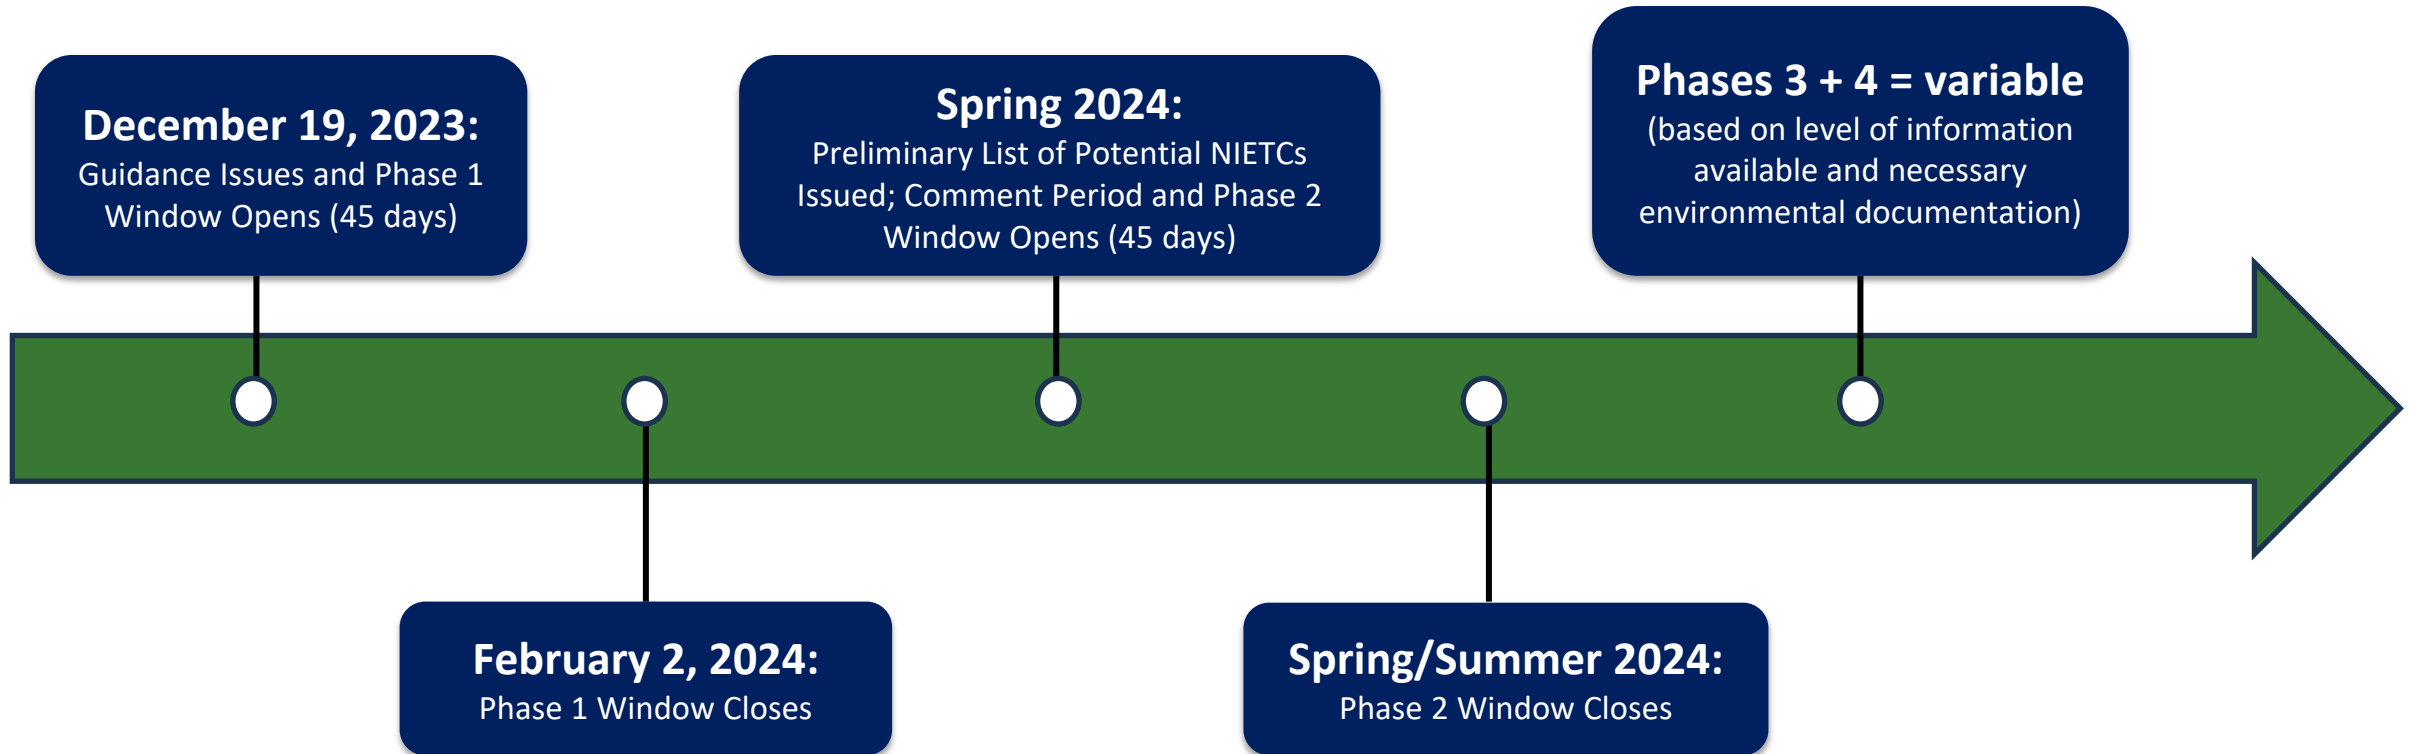 December 19, 2023:
Guidance Issues and Phase 1
Window Opens (45 days)
February 2, 2024:
Phase 1 Window Closes
Spring 2024:
Preliminary List of Potential NIETCs
Issued; Comment Period and Phase 2
Window Opens (45 days)
Spring/Summer 2024:
Phase 2 Window Closes
Phases 3 + 4 = variable
(based on level of information
available and necessary
environmental documentation)